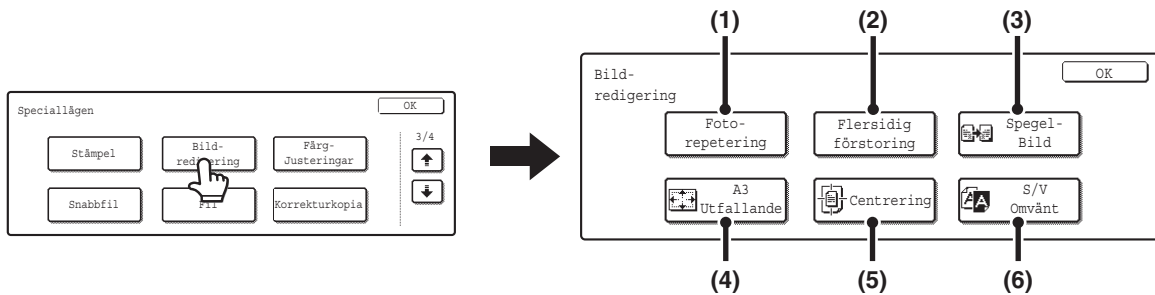 (1) (2) (3)
Speciallägen
OK
3/4
Stämpel
Bild-
redigering
Färg-
Justeringar
Snabbfil
Fil
Korrekturkopia
Bild-
redigering
OK
Foto-
repetering
Flersidig
förstoring
Spegel-
Bild
A3
Utfallande
Centrering
S/V
Omvänt
(4) (5) (6)